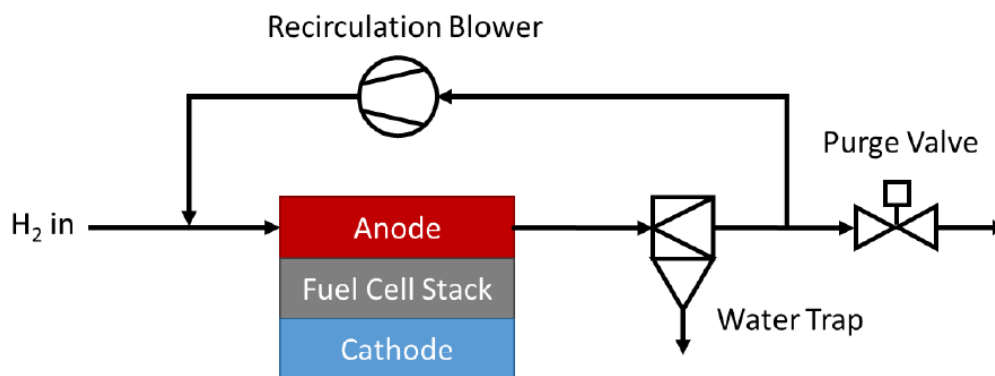 Recirculation Blower
Purge Valve
H₂ in
Anode
Fuel Cell Stack
Water Trap
Cathode